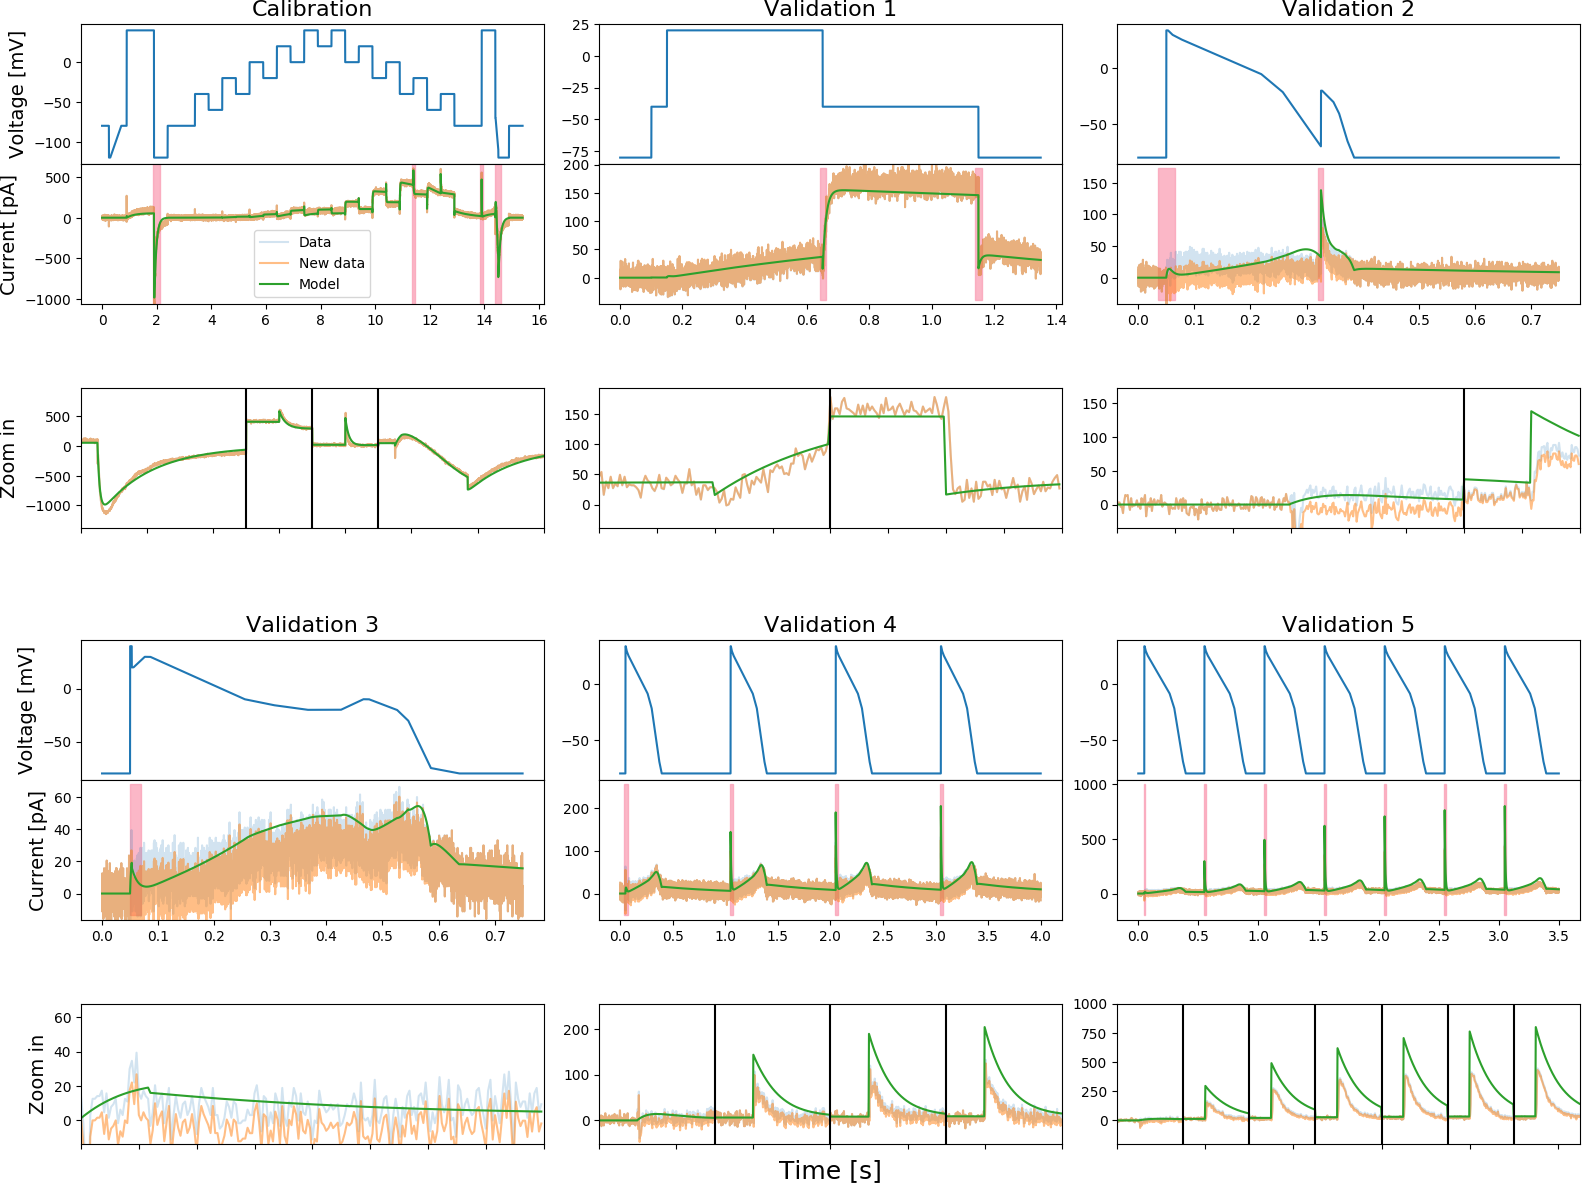 Calibration
Validation 1
Validation 2
Voltage [mV]
0
−50
−100
25
0
−25
−50
−75
0
−50
Current [pA]
500
0
−500
−1000
Data
New data
Model
200
150
100
50
0
150
100
50
0
0 2 4 6 8 10 12 14 16
0.0 0.2 0.4 0.6 0.8 1.0 1.2 1.4
0.0 0.1 0.2 0.3 0.4 0.5 0.6 0.7
Zoom in
500
0
−500
−1000
150
100
50
0
150
100
50
0
Validation 3
Validation 4
Validation 5
Voltage [mV]
0
−50
0
−50
0
−50
Current [pA]
60
40
20
0
200
100
0
1000
500
0
0.0 0.1 0.2 0.3 0.4 0.5 0.6 0.7
0.0 0.5 1.0 1.5 2.0 2.5 3.0 3.5 4.0
0.0 0.5 1.0 1.5 2.0 2.5 3.0 3.5
Zoom in
60
40
20
0
200
100
0
1000
750
500
250
0
Time [s]